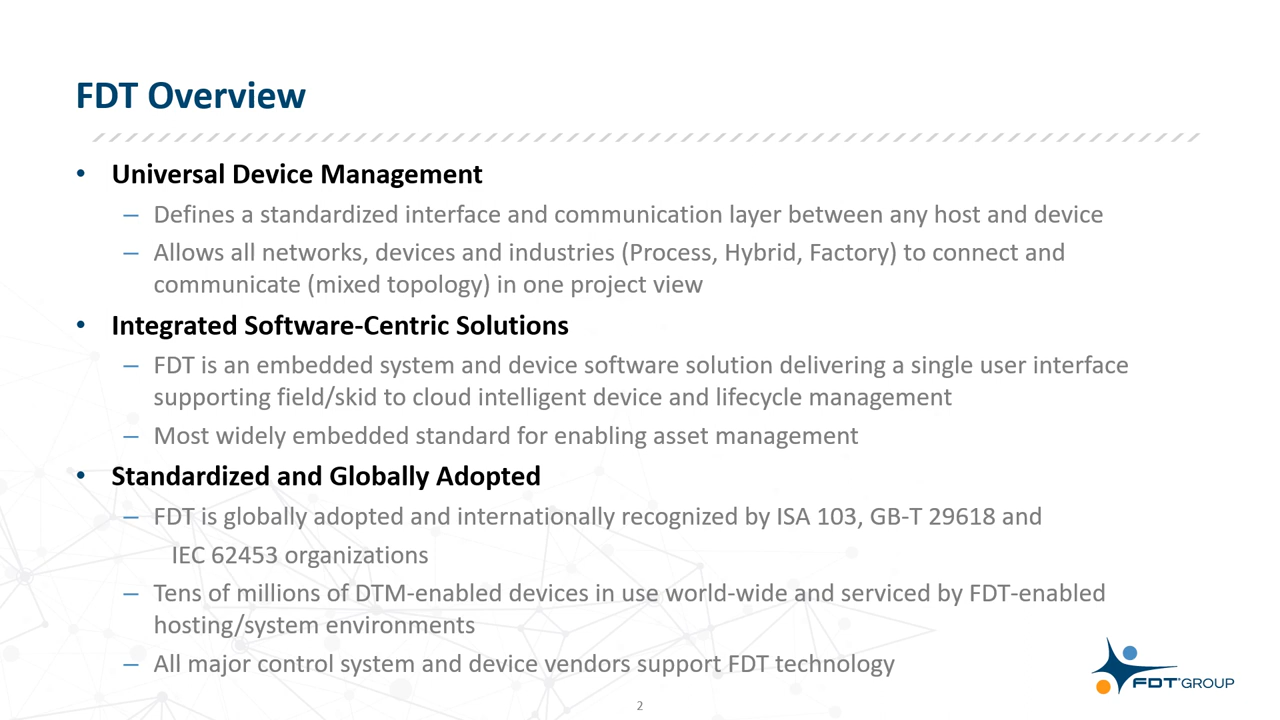 FDT Overview
• Universal Device Management
– Defines a standardized interface and communication layer between any host and device
– Allows all networks, devices and industries (Process, Hybrid, Factory) to connect and
communicate (mixed topology) in one project view
• Integrated Software-Centric Solutions
– FDT is an embedded system and device software solution delivering a single user interface
supporting field/skid to cloud intelligent device and lifecycle management
– Most widely embedded standard for enabling asset management
• Standardized and Globally Adopted
– FDT is globally adopted and internationally recognized by ISA 103, GB-T 29618 and
IEC 62453 organizations
– Tens of millions of DTM-enabled devices in use world-wide and serviced by FDT-enabled
hosting/system environments
– All major control system and device vendors support FDT technology
FDT GROUP
2